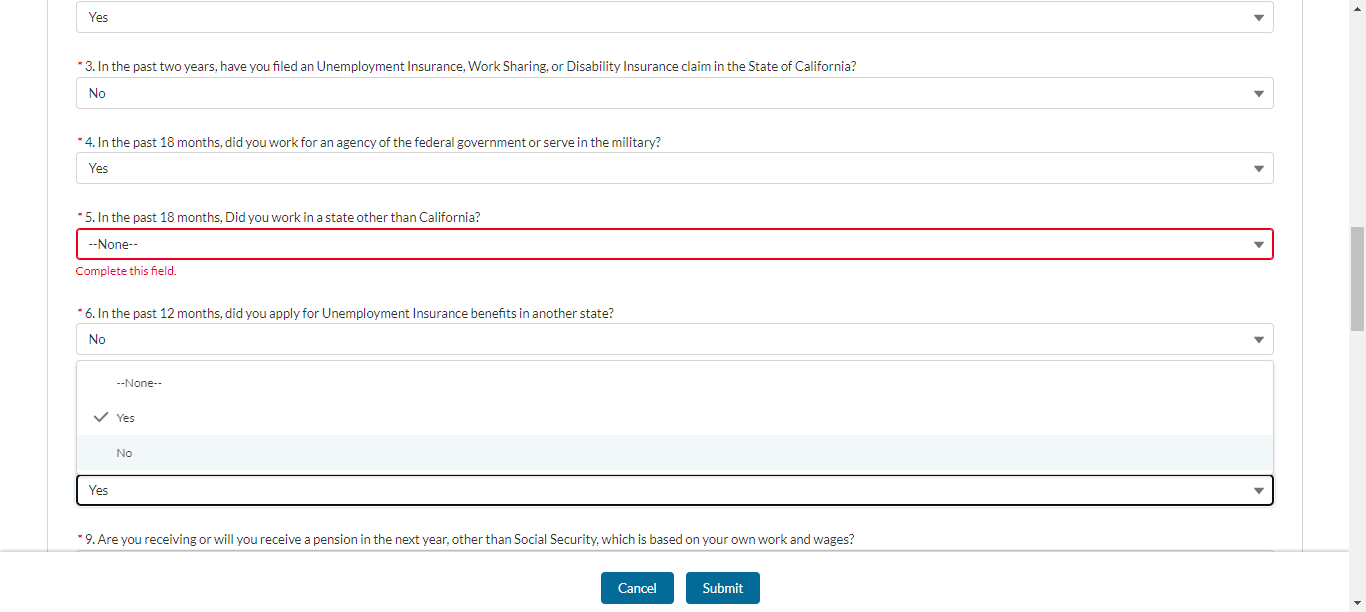 Yes
* 3. In the past two years, have you filed an Unemployment Insurance, Work Sharing, or Disability Insurance claim in the State of California?
No
* 4. In the past 18 months, did you work for an agency of the federal government or serve in the military?
Yes
* 5. In the past 18 months, Did you work in a state other than California?
--None--
Complete this field.
* 6. In the past 12 months, did you apply for Unemployment Insurance benefits in another state?
No
--None--
Yes
No
Yes
* 9. Are you receiving or will you receive a pension in the next year, other than Social Security, which is based on your own work and wages?
Cancel Submit